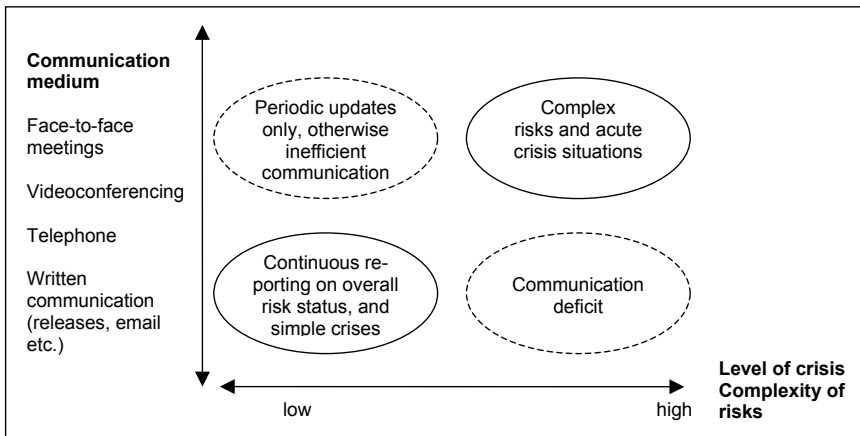 Communication
medium
Face-to-face
meetings
Videoconferencing
Telephone
Written
communication
(releases, email
etc.)
Periodic updates
only, otherwise
inefficient
communication
Complex
risks and acute
crisis situations
Continuous re-
porting on overall
risk status, and
simple crises
Communication
deficit
low
high
Level of crisis
Complexity of
risks